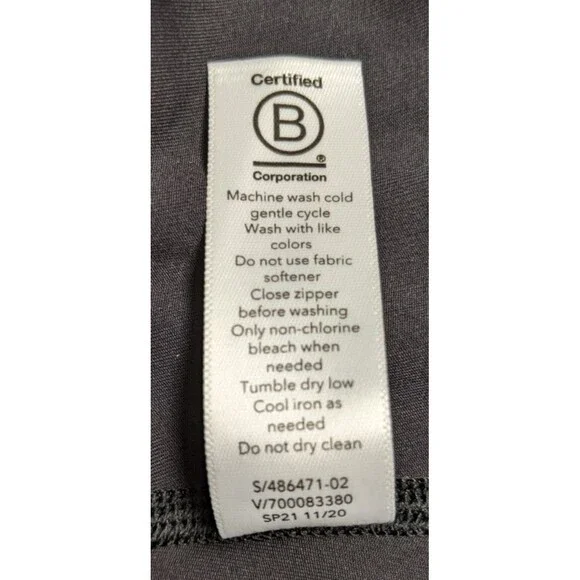 Certified
B
®
Corporation
Machine wash cold
gentle cycle
Wash with like
colors
Do not use fabric
softener
Close zipper
before washing
Only non-chlorine
bleach when
needed
Tumble dry low
Cool iron as
needed
Do not dry clean
S/486471-02
V/700083380
SP21 11/20